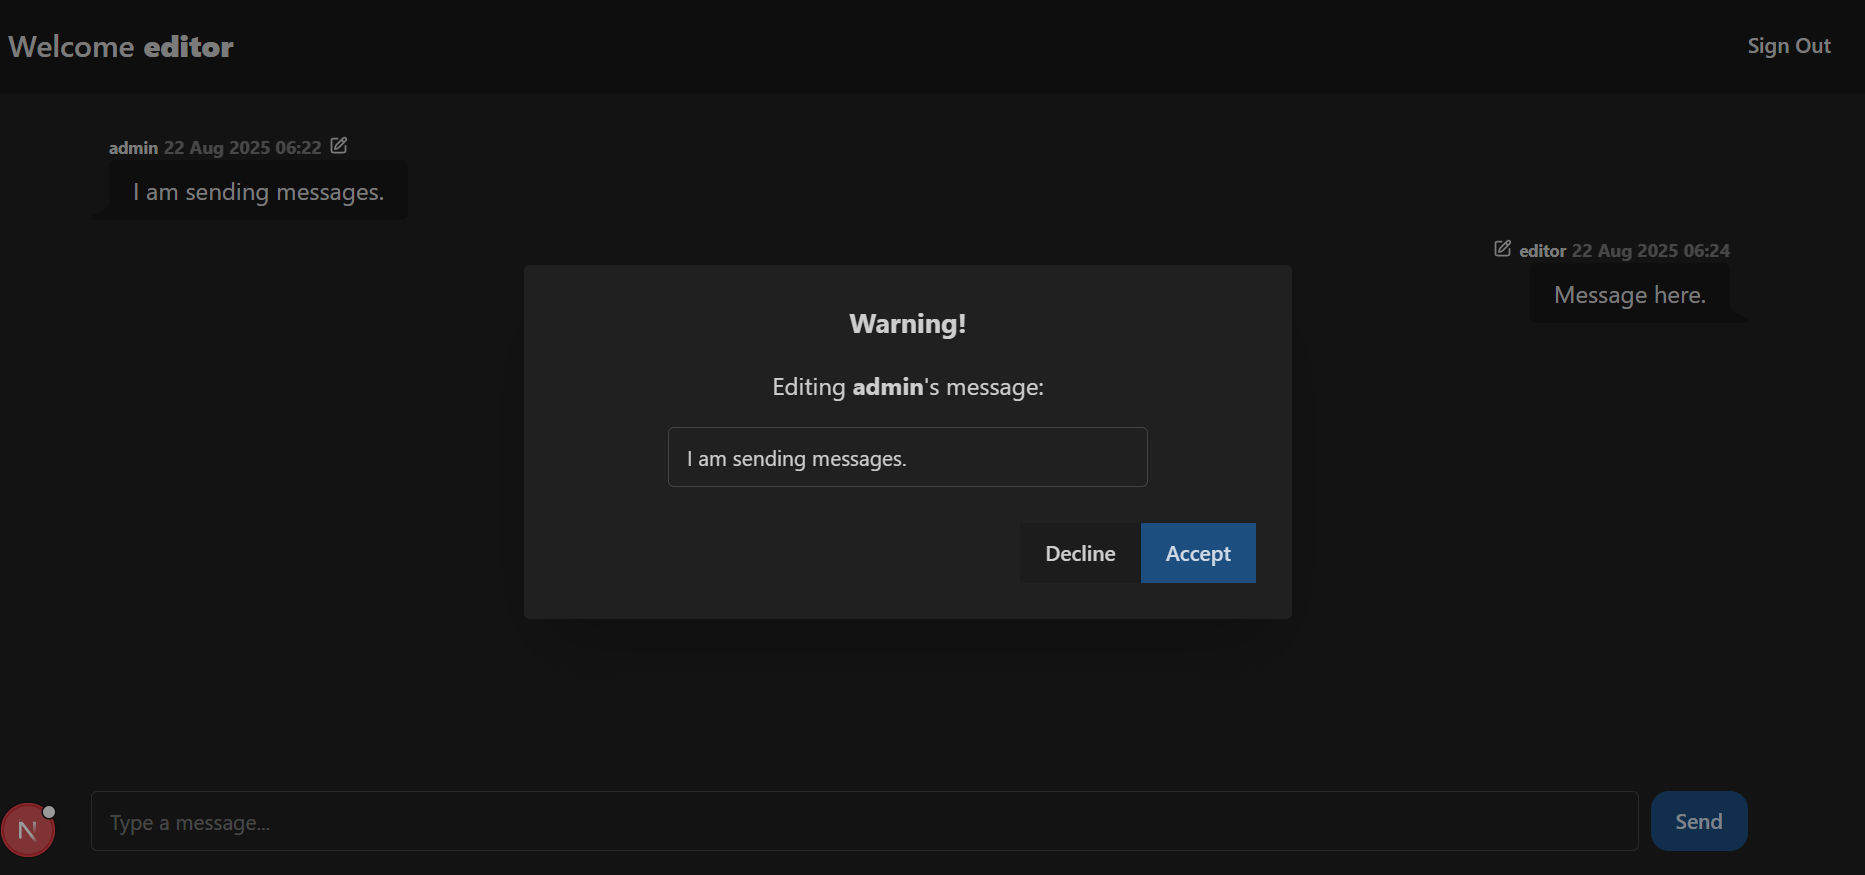 Welcome editor
Sign Out
admin 22 Aug 2025 06:22
I am sending messages.
editor 22 Aug 2025 06:24
Message here.
Warning!
Editing admin's message:
I am sending messages.
Decline
Accept
N
Type a message...
Send